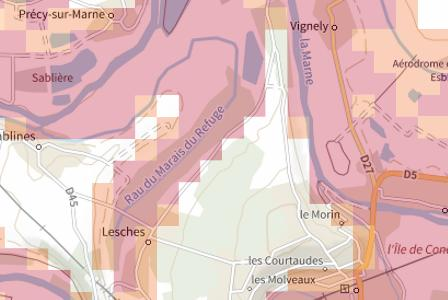 Précy-sur-Marne
Vignely
la Marne
Sablière
Aérodrome
Esb
Rau du Marais du Refuge
blines
D27
D5
D45
le Morin
Lesches
l'Île de Con
les Courtaudes
les Molveaux